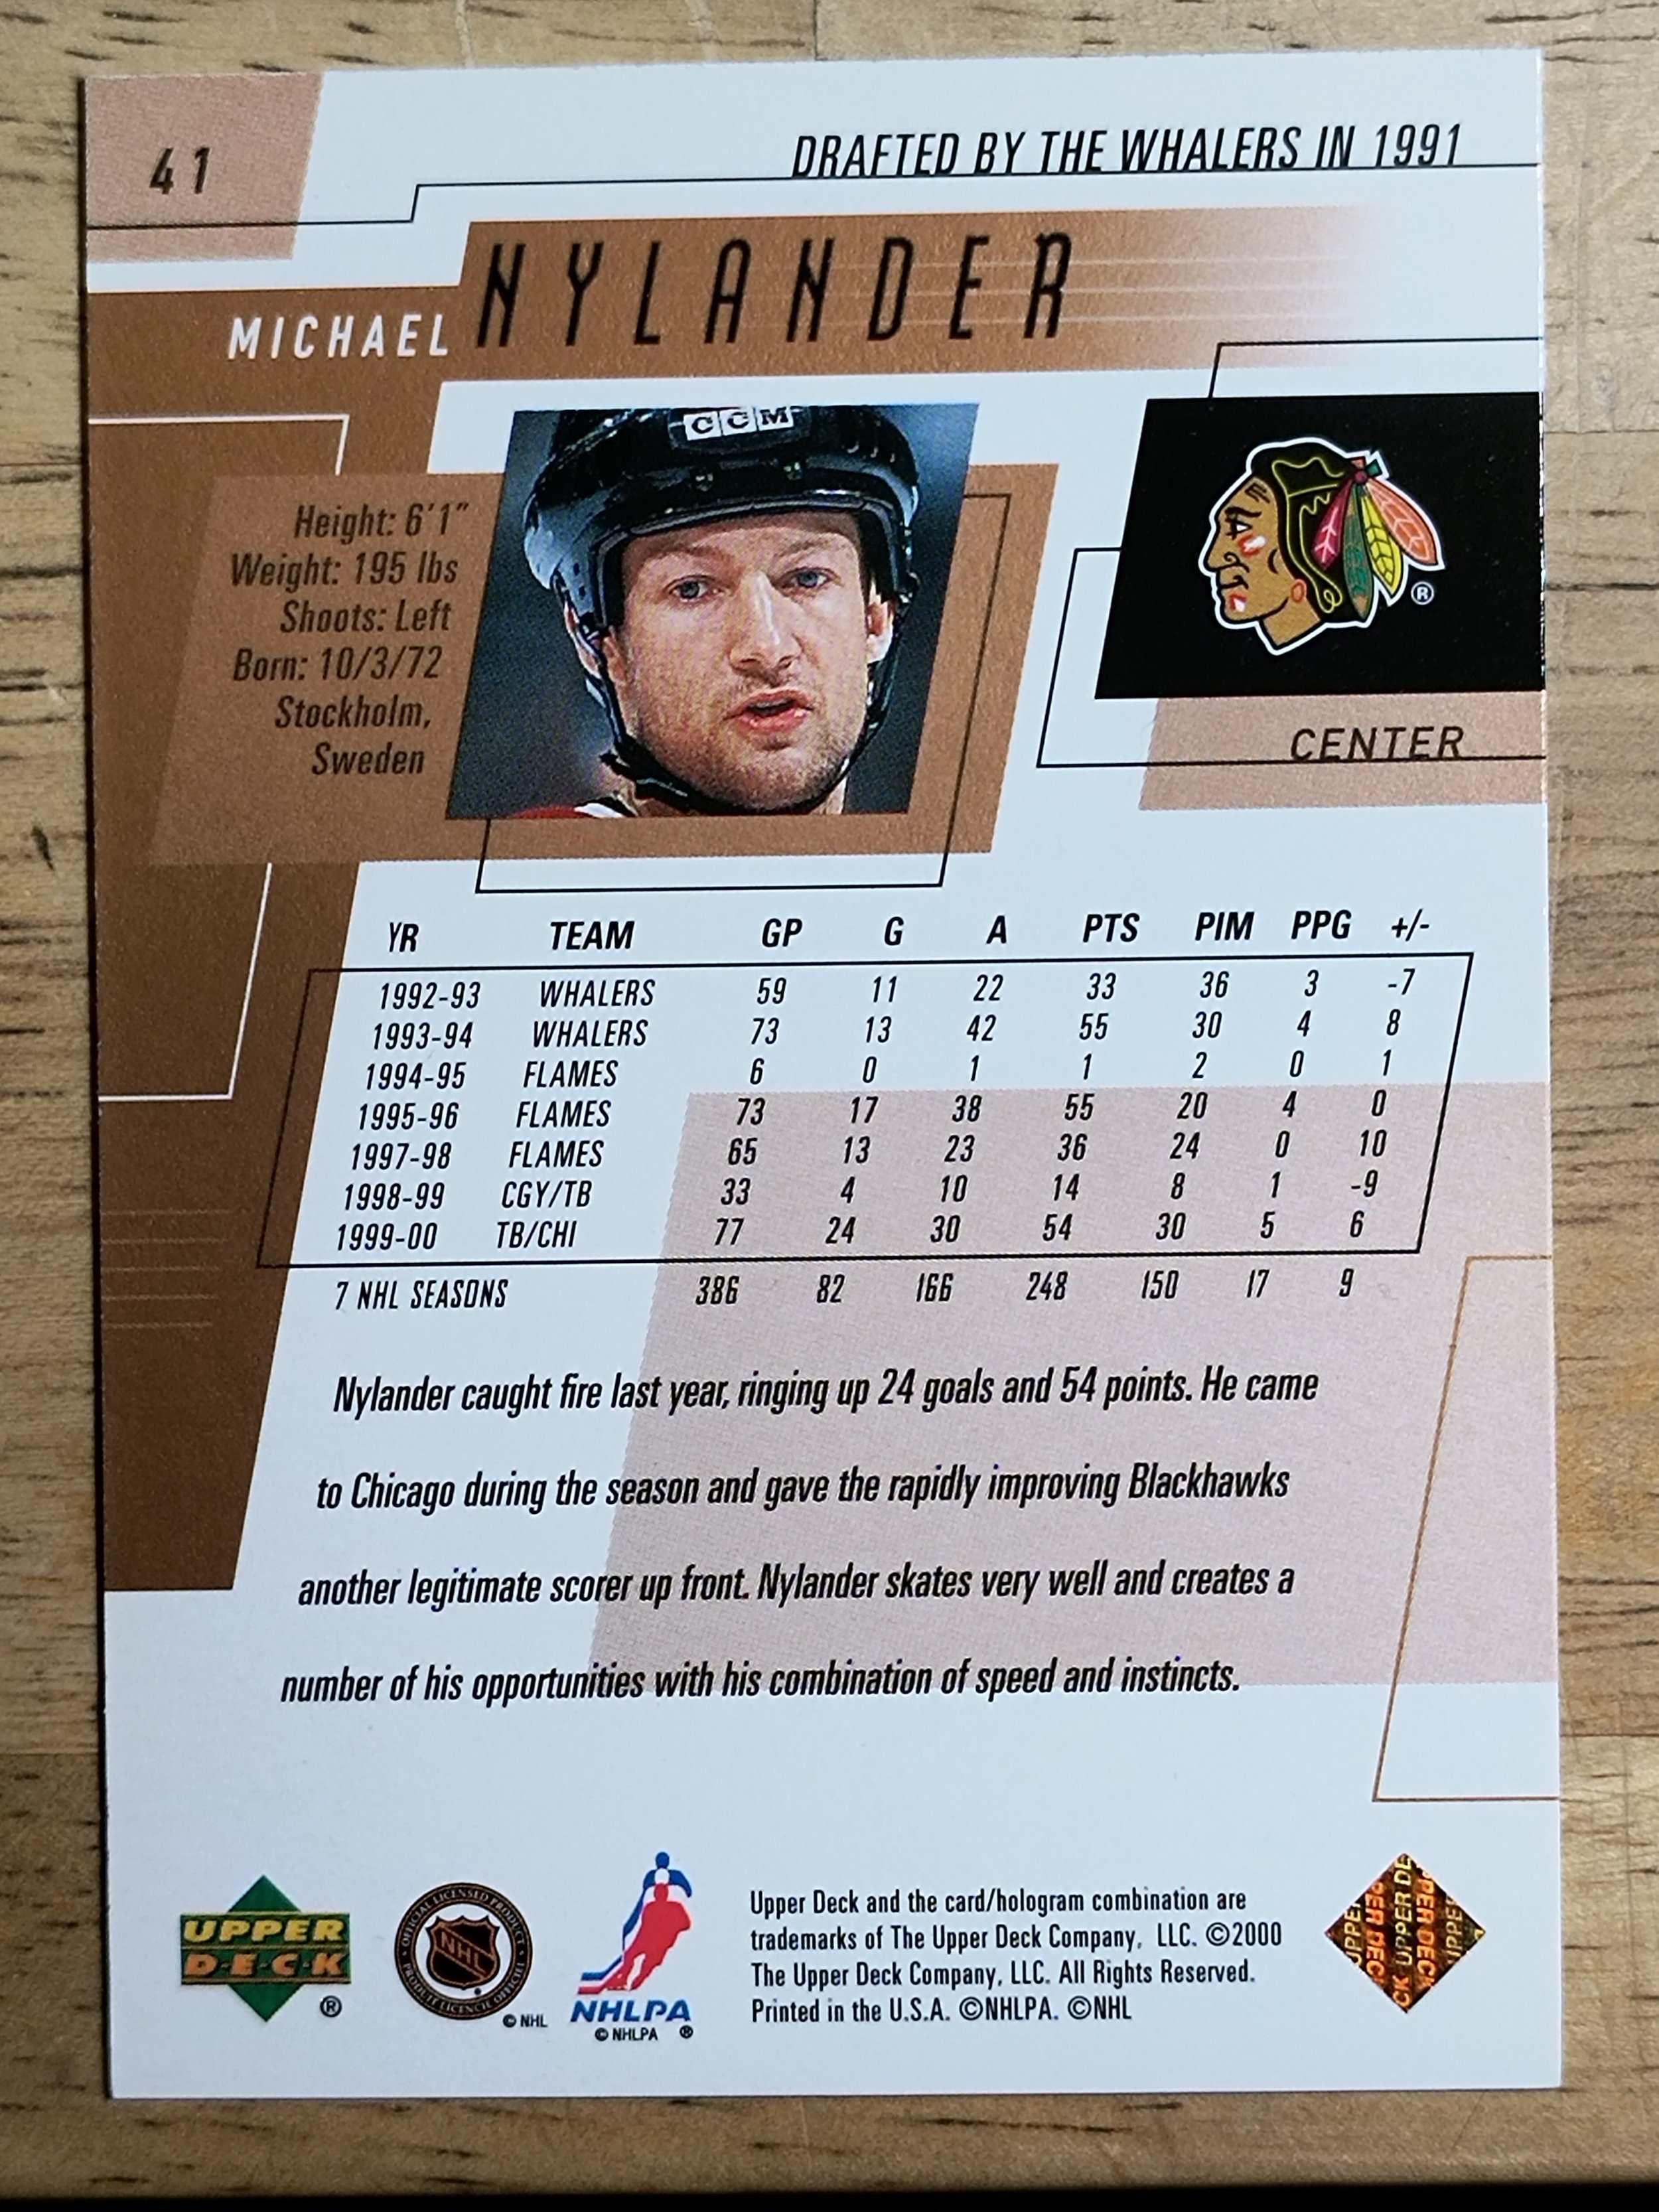 41
DRAFTED BY THE WHALERS IN 1991
MICHAEL NYLANDER
CCM
Height: 6'1"
Weight: 195 lbs
Shoots: Left
Born: 10/3/72
Stockholm,
Sweden
®
CENTER
YR TEAM GP G A PTS PIM PPG +/-
1992-93 WHALERS 59 11 22 33 36 3 -7
1993-94 WHALERS 73 13 42 55 30 4 8
1994-95 FLAMES 6 0 1 1 2 0 1
1995-96 FLAMES 73 17 38 55 20 4 0
1997-98 FLAMES 65 13 23 36 24 0 10
1998-99 CGY/TB 33 4 10 14 8 1 -9
1999-00 TB/CHI 77 24 30 54 30 5 6
7 NHL SEASONS 386 82 166 248 150 17 9
Nylander caught fire last year, ringing up 24 goals and 54 points. He came
to Chicago during the season and gave the rapidly improving Blackhawks
another legitimate scorer up front. Nylander skates very well and creates a
number of his opportunities with his combination of speed and instincts.
UPPER
D·E·C·K
®
OFFICIAL LICENSED PRODUCT
NHL
PRODUIT LICENCIÉ OFFICIEL
© NHL
NHLPA
© NHLPA ®
Upper Deck and the card/hologram combination are
trademarks of The Upper Deck Company, LLC. ©2000
The Upper Deck Company, LLC. All Rights Reserved.
Printed in the U.S.A. ©NHLPA. ©NHL
UPPER DE